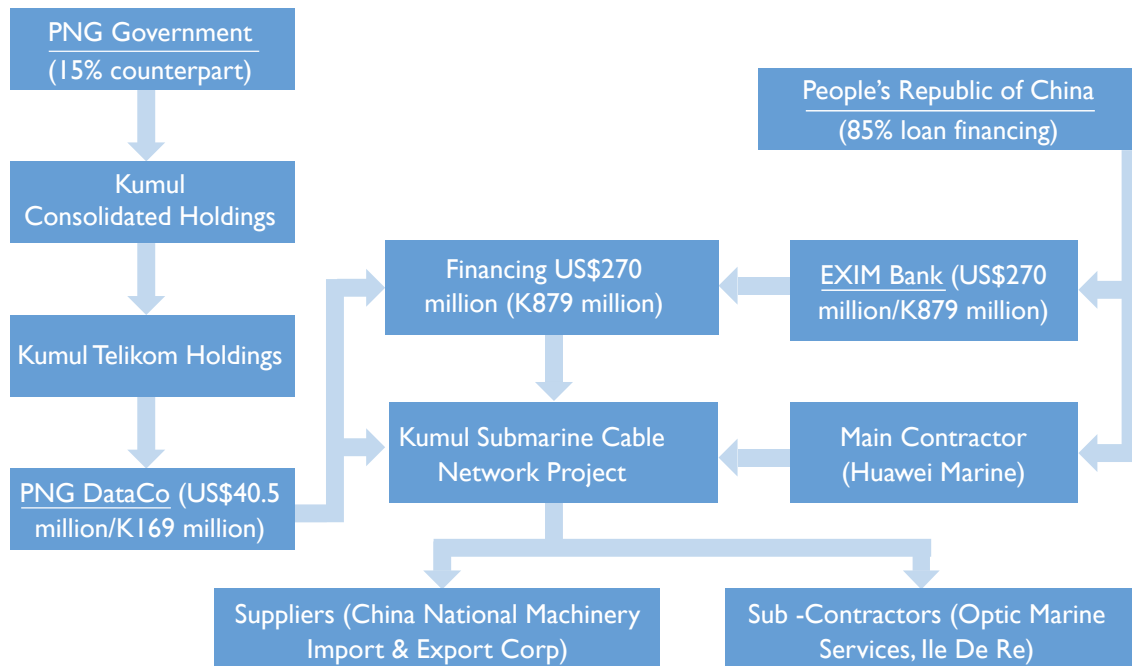 PNG Government
(15% counterpart)
People’s Republic of China
(85% loan financing)
Kumul
Consolidated Holdings
Financing US$270
million (K879 million)
EXIM Bank (US$270
million/K879 million)
Kumul Telikom Holdings
Kumul Submarine Cable
Network Project
Main Contractor
(Huawei Marine)
PNG DataCo (US$40.5
million/K169 million)
Suppliers (China National Machinery
Import & Export Corp)
Sub -Contractors (Optic Marine
Services, Ile De Re)